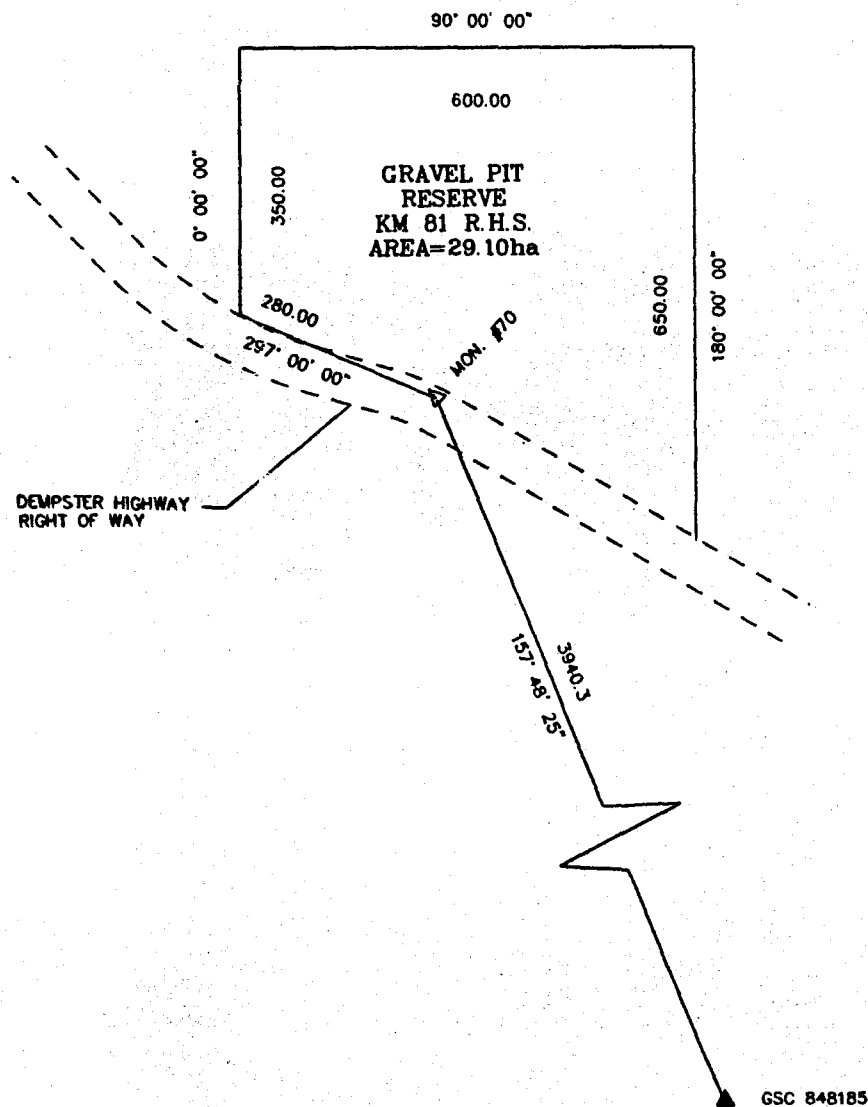 90° 00' 00"
600.00
0° 00' 00"
350.00
GRAVEL PIT
RESERVE
KM 81 R.H.S.
AREA=29.10ha
650.00
180° 00' 00"
280.00
297° 00' 00"
MON. #70
DEMPSTER HIGHWAY
RIGHT OF WAY
3940.3
157° 48' 25"
GSC 848185